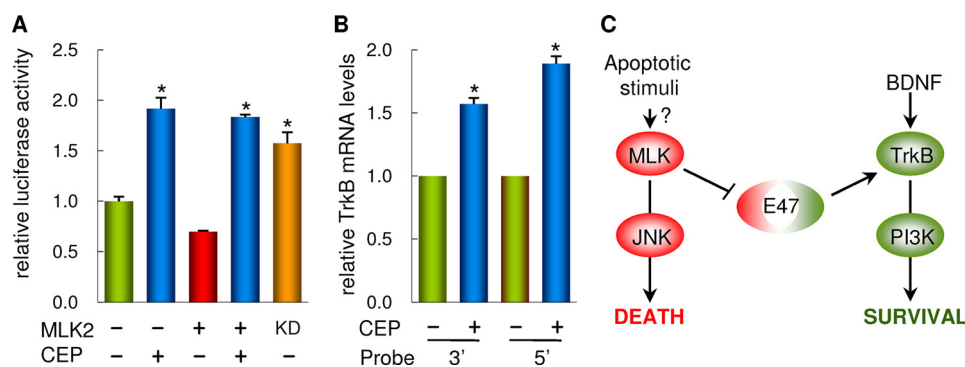 A
relative luciferase activity
2.5
2.0
1.5
1.0
0.5
0.0
*
*
*
MLK2 – – + + KD
CEP – + – + –
B
relative TrkB mRNA levels
2.0
1.5
1.0
0.5
0.0
*
*
CEP – + – +
Probe 3’ 5’
C
Apoptotic
stimuli
?
MLK
JNK
DEATH
E47
BDNF
TrkB
PI3K
SURVIVAL